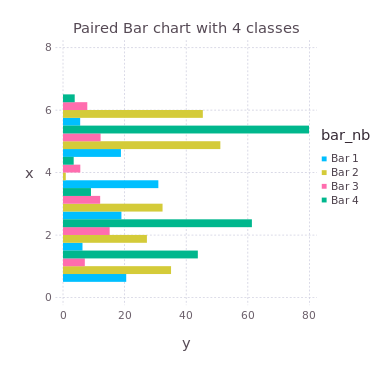 Paired Bar chart with 4 classes
8
6
4
2
0
x
0 20 40 60 80
y
bar_nb
Bar 1
Bar 2
Bar 3
Bar 4